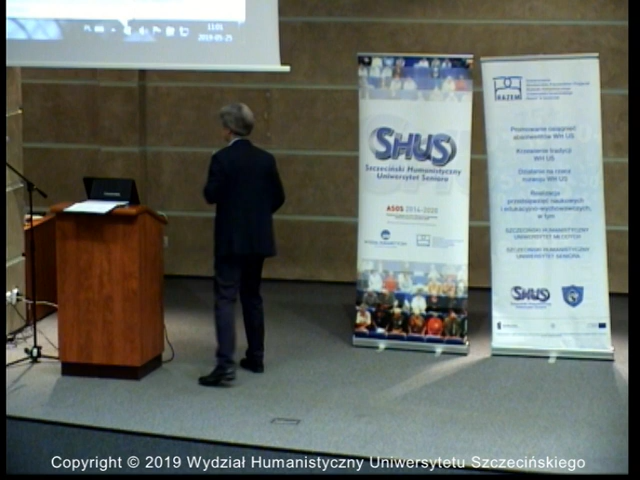 11:01
2019-05-25
SHUS
Szczeciński Humanistyczny
Uniwersytet Seniora
ASOS 2014-2020
RAZEM
Promowanie osiągnięć
absolwentów WH US
Krzewienie tradycji
WH US
Działanie na rzecz
rozwoju WH US
Realizacja
przedsięwzięć naukowych
i edukacyjno-wychowawczych,
w tym
SZCZECIŃSKI HUMANISTYCZNY
UNIWERSYTET MŁODYCH
SZCZECIŃSKI HUMANISTYCZNY
UNIWERSYTET SENIORA
SHUS
Copyright © 2019 Wydział Humanistyczny Uniwersytetu Szczecińskiego